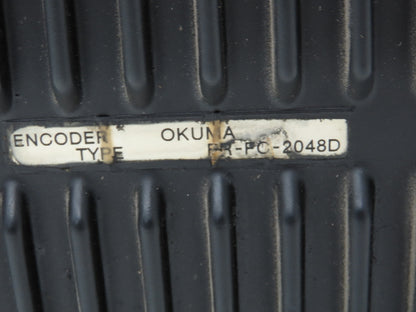 ENCODER OKUMA
TYPE ER-FC-2048D